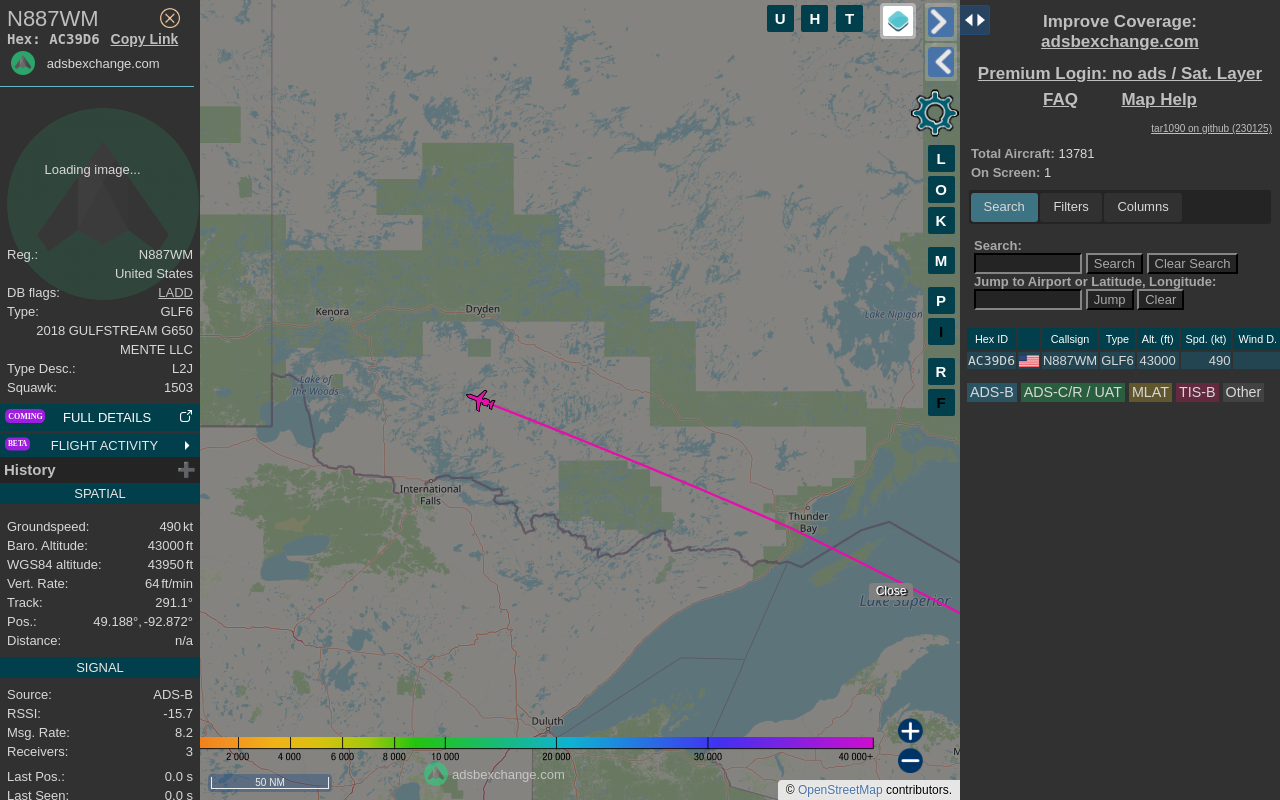 N887WM
Hex: AC39D6 Copy Link
adsbexchange.com
Loading image...
Reg.: N887WM
United States
DB flags: LADD
Type: GLF6
2018 GULFSTREAM G650
MENTE LLC
Type Desc.: L2J
Squawk: 1503
COMING FULL DETAILS
BETA FLIGHT ACTIVITY
History
SPATIAL
Groundspeed: 490 kt
Baro. Altitude: 43000 ft
WGS84 altitude: 43950 ft
Vert. Rate: 64 ft/min
Track: 291.1°
Pos.: 49.188°, -92.872°
Distance: n/a
SIGNAL
Source: ADS-B
RSSI: -15.7
Msg. Rate: 8.2
Receivers: 3
Last Pos.: 0.0 s
Last Seen: 0.0 s
U H T
L
O
K
M
P
I
R
F
Kenora
Dryden
Lake Nipigon
Lake of
the Woods
International
Falls
Thunder
Bay
Close
Lake Superior
Duluth
M
2 000 4 000 6 000 8 000 10 000 20 000 30.000 40 000+
50 NM
adsbexchange.com
© OpenStreetMap contributors.
Improve Coverage:
adsbexchange.com
Premium Login: no ads / Sat. Layer
FAQ Map Help
tar1090 on github (230125)
Total Aircraft: 13781
On Screen: 1
Search Filters Columns
Search:
Search Clear Search
Jump to Airport or Latitude, Longitude:
Jump Clear
Hex ID Callsign Type Alt. (ft) Spd. (kt) Wind D.
AC39D6 N887WM GLF6 43000 490
ADS-B ADS-C/R / UAT MLAT TIS-B Other